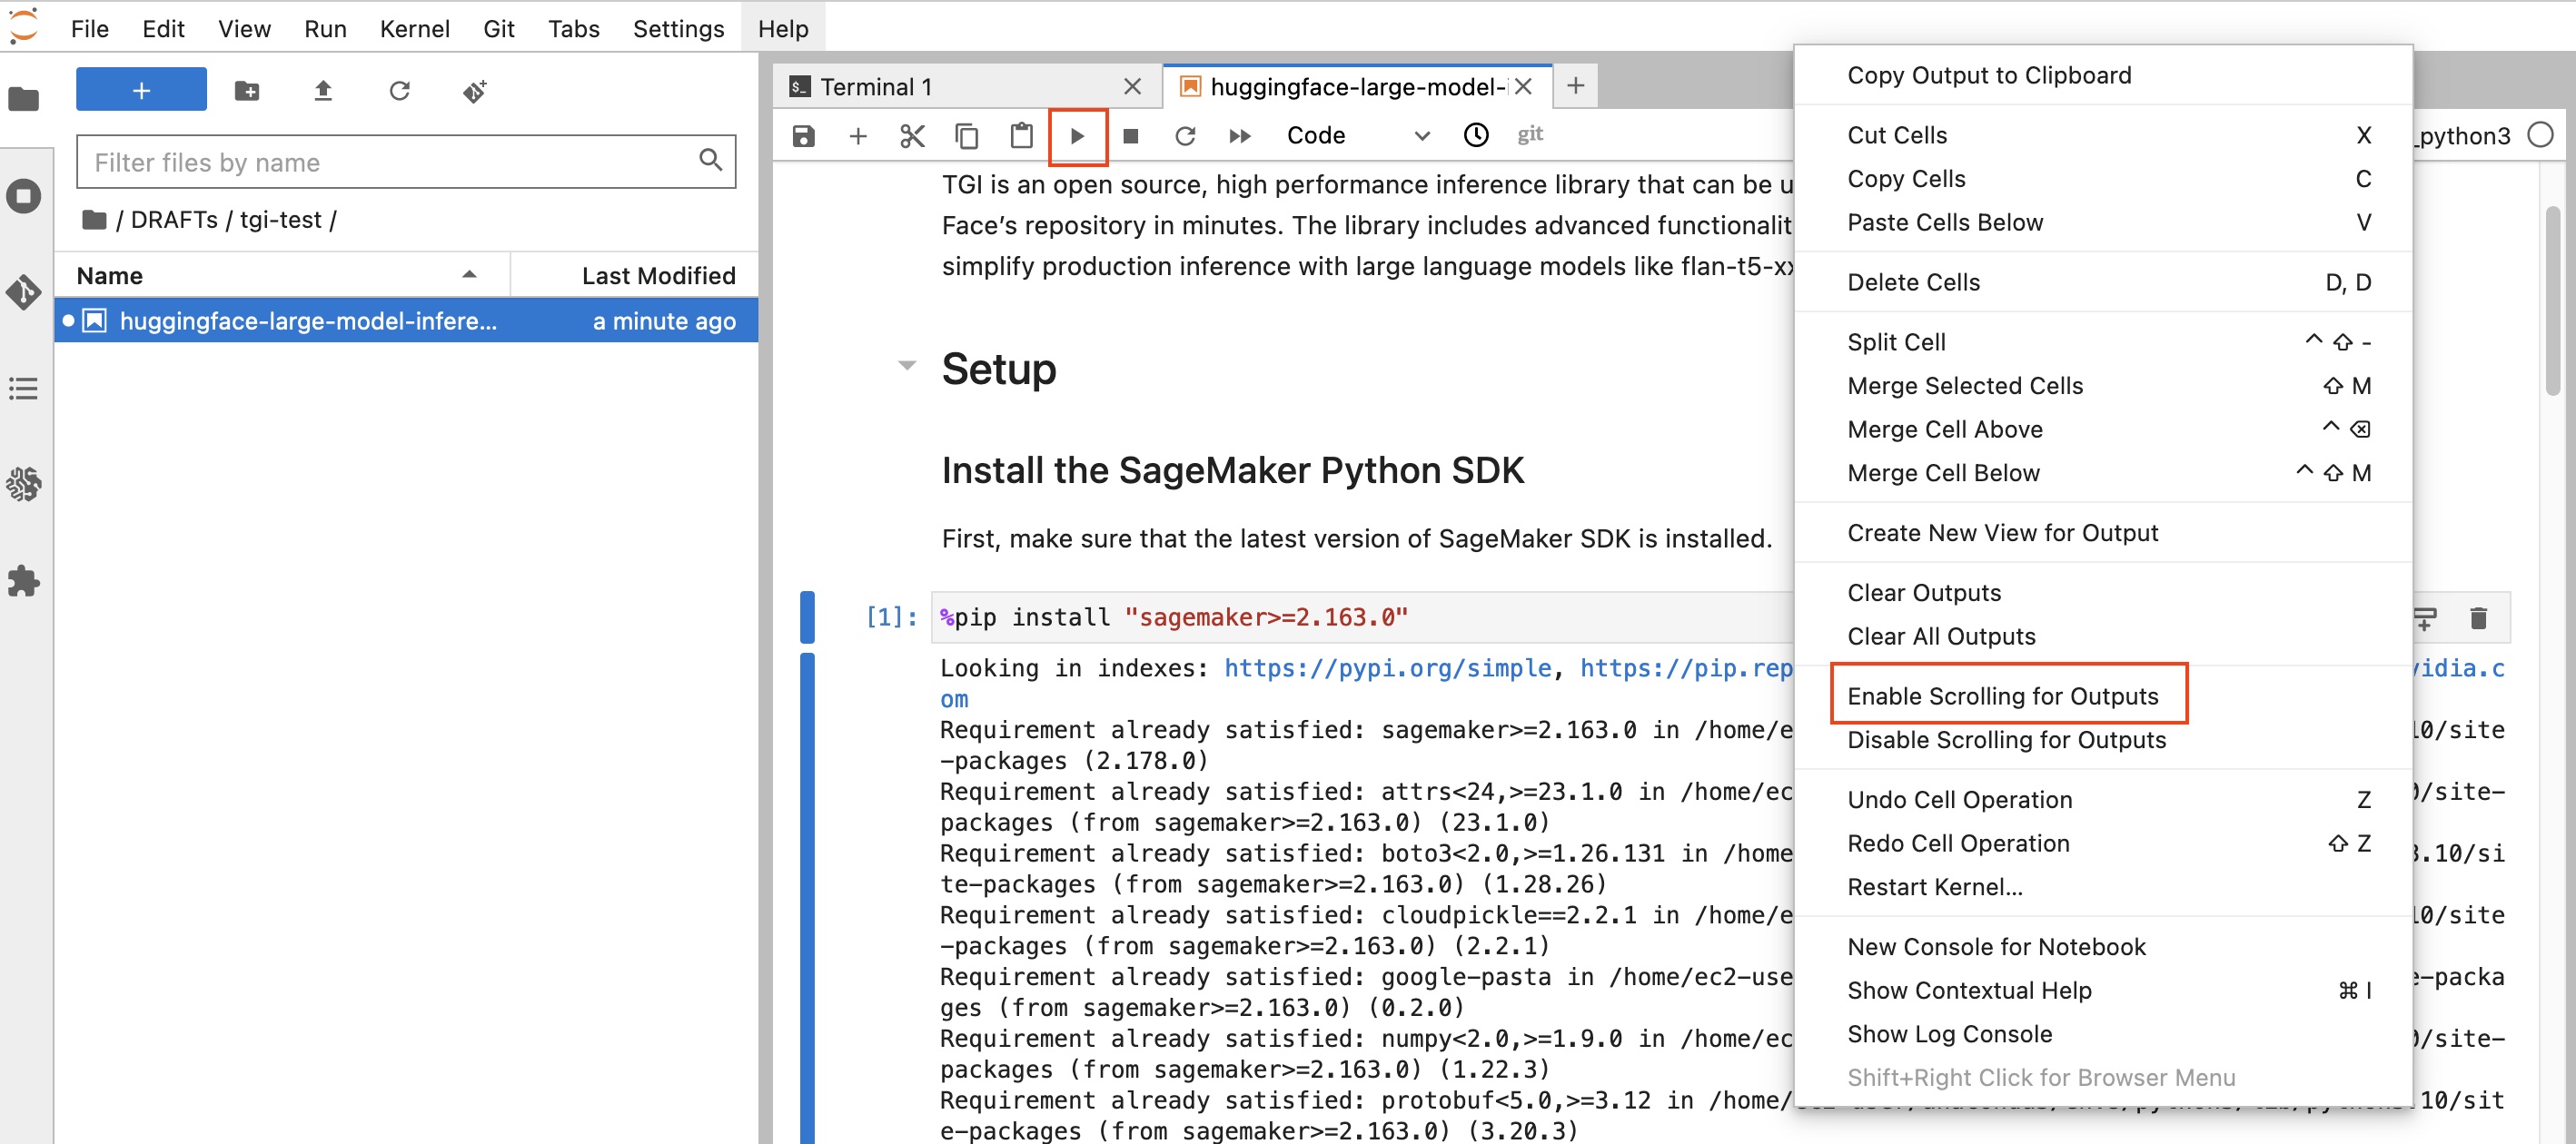 File Edit View Run Kernel Git Tabs Settings Help
+
Filter files by name
/ DRAFTs / tgi-test /
Name Last Modified
huggingface-large-model-infere... a minute ago
Terminal 1
huggingface-large-model-
Code
git
_python3
TGI is an open source, high performance inference library that can be u
Face’s repository in minutes. The library includes advanced functionalit
simplify production inference with large language models like flan-t5-xx
Setup
Install the SageMaker Python SDK
First, make sure that the latest version of SageMaker SDK is installed.
[1]: %pip install "sagemaker>=2.163.0"
Looking in indexes: https://pypi.org/simple, https://pip.rep vidia.c
om
Requirement already satisfied: sagemaker>=2.163.0 in /home/e 10/site
-packages (2.178.0)
Requirement already satisfied: attrs<24,>=23.1.0 in /home/ec /site-
packages (from sagemaker>=2.163.0) (23.1.0)
Requirement already satisfied: boto3<2.0,>=1.26.131 in /home 3.10/si
te-packages (from sagemaker>=2.163.0) (1.28.26)
Requirement already satisfied: cloudpickle==2.2.1 in /home/e 10/site
-packages (from sagemaker>=2.163.0) (2.2.1)
Requirement already satisfied: google-pasta in /home/ec2-use e-packa
ges (from sagemaker>=2.163.0) (0.2.0)
Requirement already satisfied: numpy<2.0,>=1.9.0 in /home/ec /site-
packages (from sagemaker>=2.163.0) (1.22.3)
Requirement already satisfied: protobuf<5.0,>=3.12 in /home/ 10/sit
e-packages (from sagemaker>=2.163.0) (3.20.3)
Copy Output to Clipboard
Cut Cells X
Copy Cells C
Paste Cells Below V
Delete Cells D, D
Split Cell ^ ⇧ -
Merge Selected Cells ⇧ M
Merge Cell Above ^ ⌫
Merge Cell Below ^ ⇧ M
Create New View for Output
Clear Outputs
Clear All Outputs
Enable Scrolling for Outputs
Disable Scrolling for Outputs
Undo Cell Operation Z
Redo Cell Operation ⇧ Z
Restart Kernel…
New Console for Notebook
Show Contextual Help ⌘ I
Show Log Console
Shift+Right Click for Browser Menu